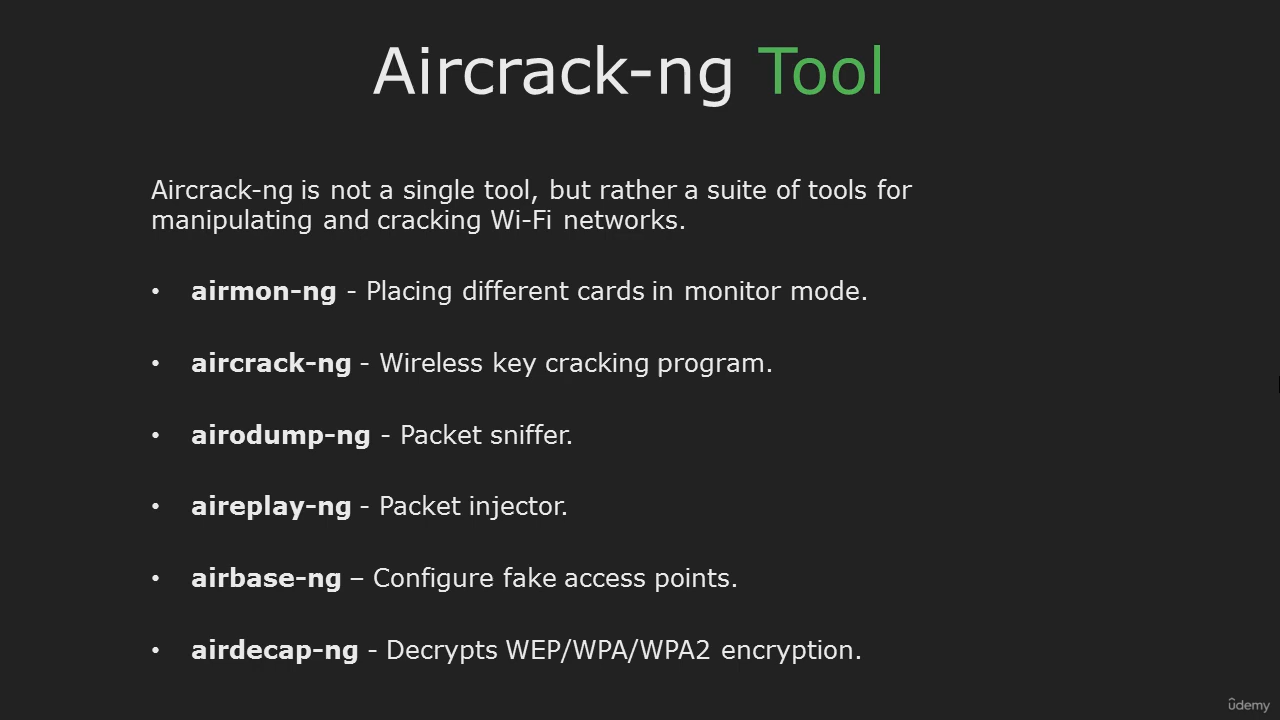 Aircrack-ng Tool
Aircrack-ng is not a single tool, but rather a suite of tools for
manipulating and cracking Wi-Fi networks.
• airmon-ng - Placing different cards in monitor mode.
• aircrack-ng - Wireless key cracking program.
• airodump-ng - Packet sniffer.
• aireplay-ng - Packet injector.
• airbase-ng – Configure fake access points.
• airdecap-ng - Decrypts WEP/WPA/WPA2 encryption.
ûdemy